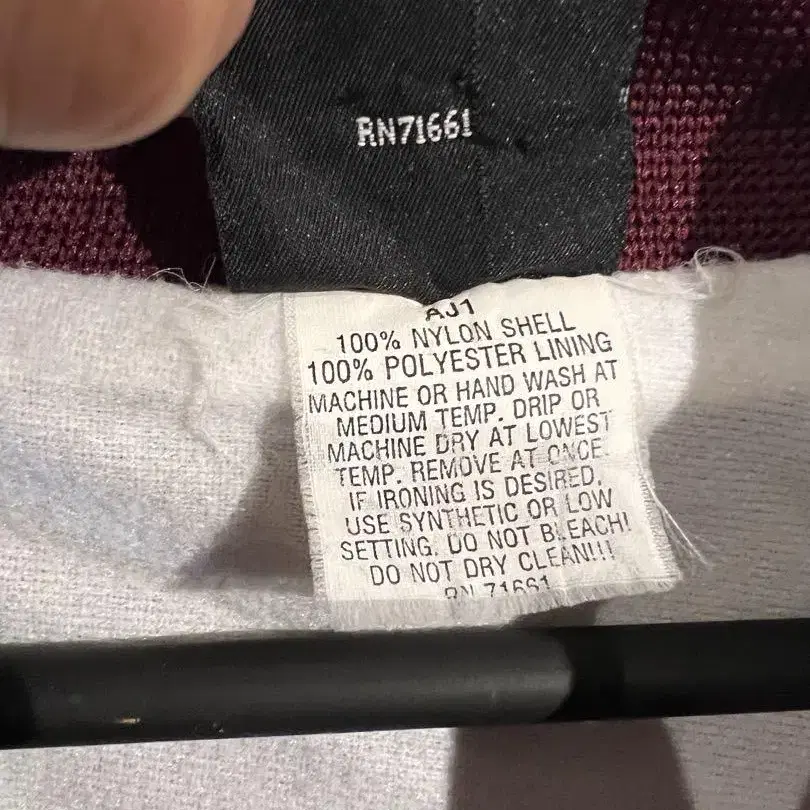 RN71661
AJ1
100% NYLON SHELL
100% POLYESTER LINING
MACHINE OR HAND WASH AT
MEDIUM TEMP. DRIP OR
MACHINE DRY AT LOWEST
TEMP. REMOVE AT ONCE.
IF IRONING IS DESIRED,
USE SYNTHETIC OR LOW
SETTING. DO NOT BLEACH!
DO NOT DRY CLEAN!!!
RN 71661